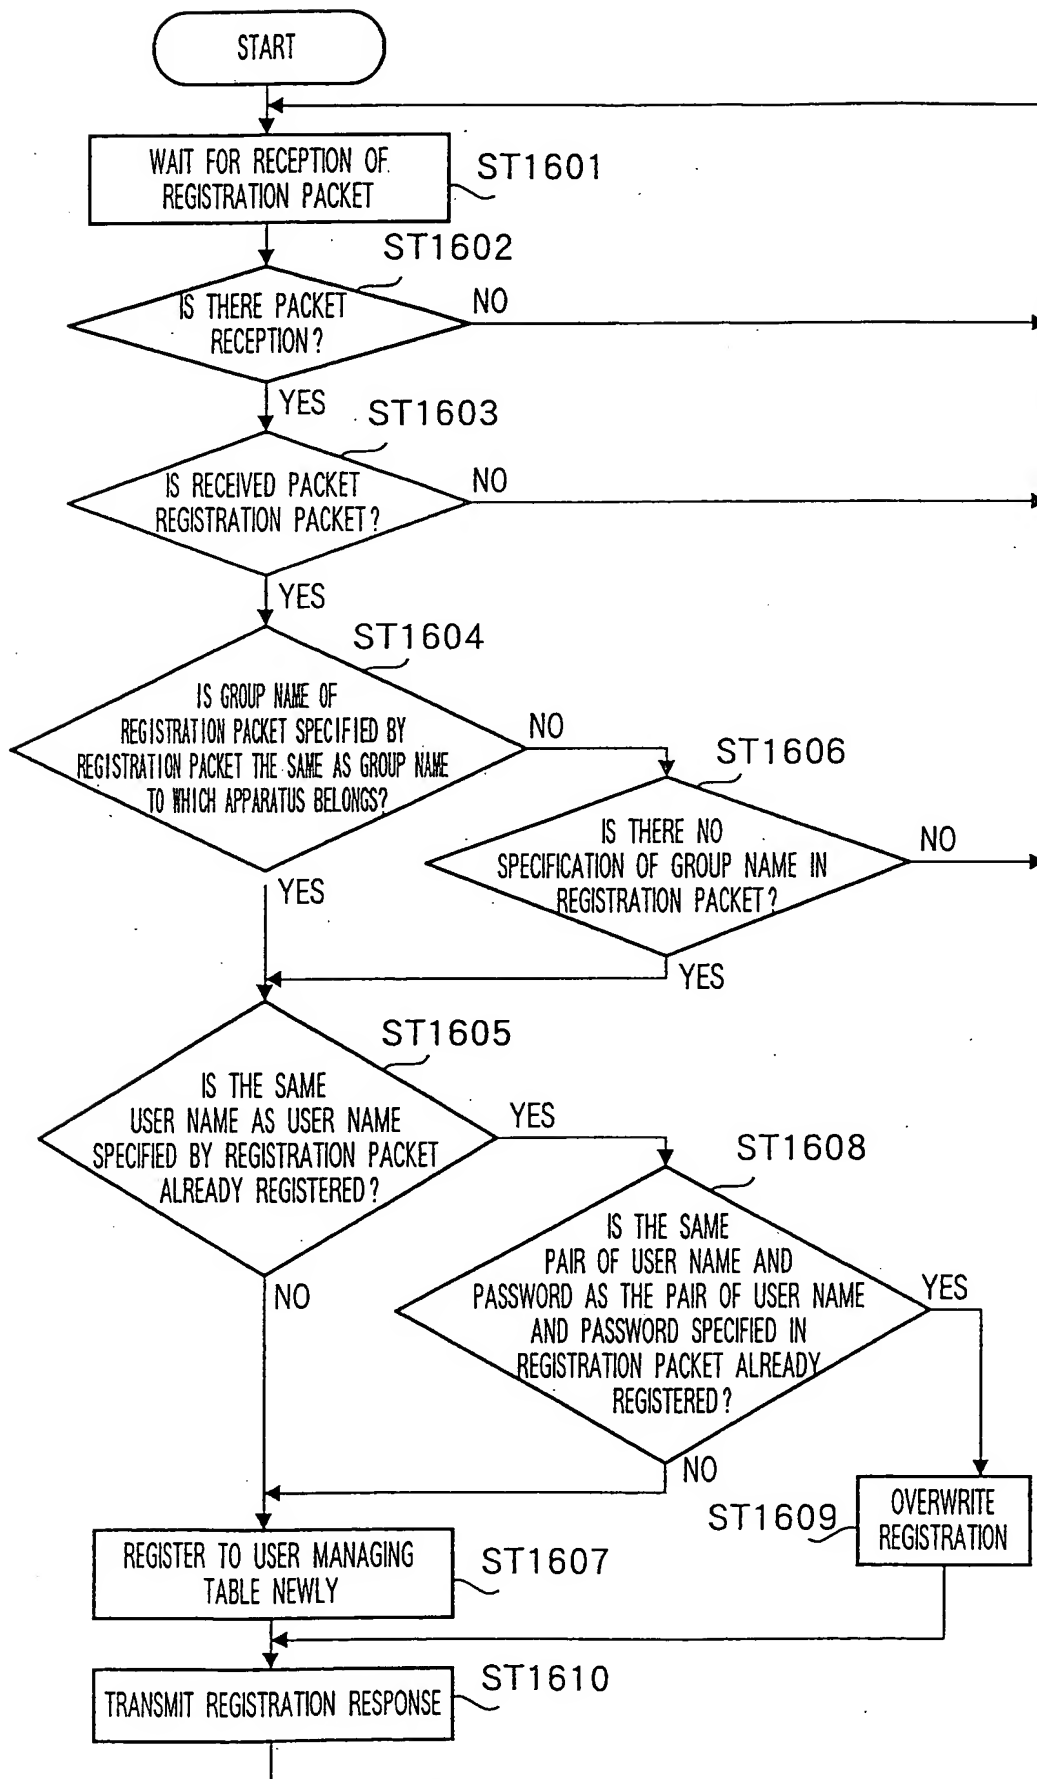 START
WAIT FOR RECEPTION OF
REGISTRATION PACKET
ST1601
ST1602
IS THERE PACKET
RECEPTION?
NO
YES
ST1603
IS RECEIVED PACKET
REGISTRATION PACKET?
NO
YES
ST1604
IS GROUP NAME OF
REGISTRATION PACKET SPECIFIED BY
REGISTRATION PACKET THE SAME AS GROUP NAME
TO WHICH APPARATUS BELONGS?
NO
YES
ST1606
IS THERE NO
SPECIFICATION OF GROUP NAME IN
REGISTRATION PACKET?
NO
YES
ST1605
IS THE SAME
USER NAME AS USER NAME
SPECIFIED BY REGISTRATION PACKET
ALREADY REGISTERED?
YES
NO
ST1608
IS THE SAME
PAIR OF USER NAME AND
PASSWORD AS THE PAIR OF USER NAME
AND PASSWORD SPECIFIED IN
REGISTRATION PACKET ALREADY
REGISTERED?
YES
NO
ST1609
OVERWRITE
REGISTRATION
REGISTER TO USER MANAGING
TABLE NEWLY
ST1607
TRANSMIT REGISTRATION RESPONSE
ST1610